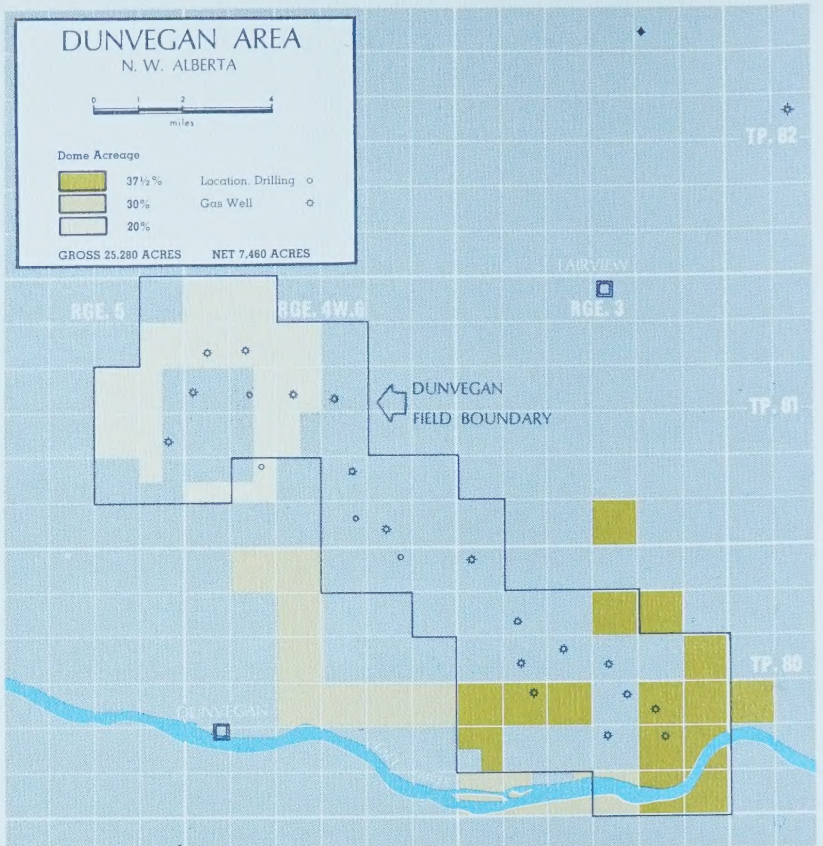 DUNVEGAN AREA
N. W. ALBERTA
0 1 2 4
miles
Dome Acreage
37½% Location, Drilling
30% Gas Well
20%
GROSS 25,280 ACRES NET 7,460 ACRES
TP. 82
FAIRVIEW
RGE. 5 RGE. 4W.6 RGE. 3
DUNVEGAN
FIELD BOUNDARY
TP. 81
TP. 80
DUNVEGAN